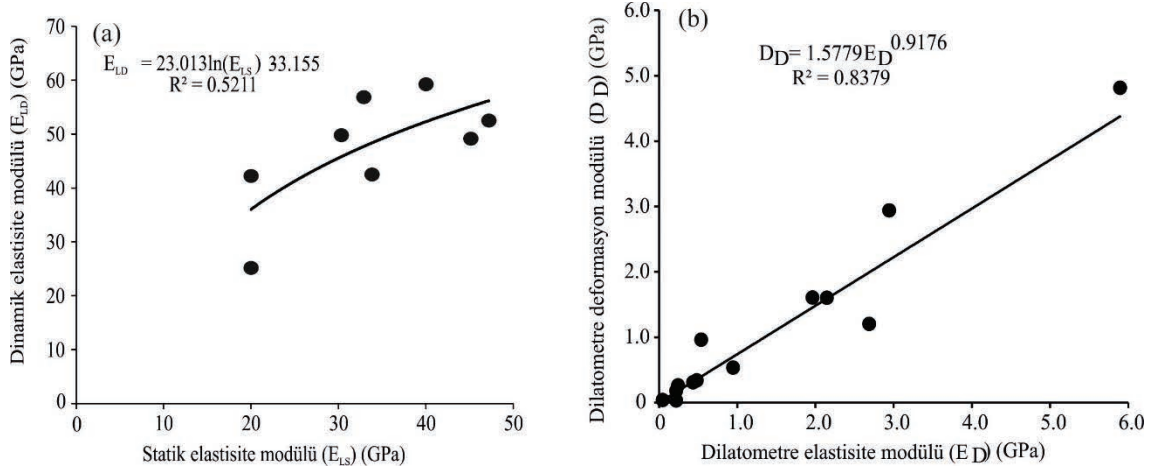 (a)
E_LD = 23.013ln(E_LS) 33.155
R² = 0.5211
Dinamik elastisite modülü (E_LD) (GPa)
70
60
50
40
30
20
10
0
0 10 20 30 40 50
Statik elastisite modülü (E_LS) (GPa)
(b)
D_D = 1.5779E_D^0.9176
R² = 0.8379
Dilatometre deformasyon modülü (D_D) (GPa)
6.0
5.0
4.0
3.0
2.0
1.0
0
1.0 2.0 3.0 4.0 5.0 6.0
Dilatometre elastisite modülü (E_D) (GPa)